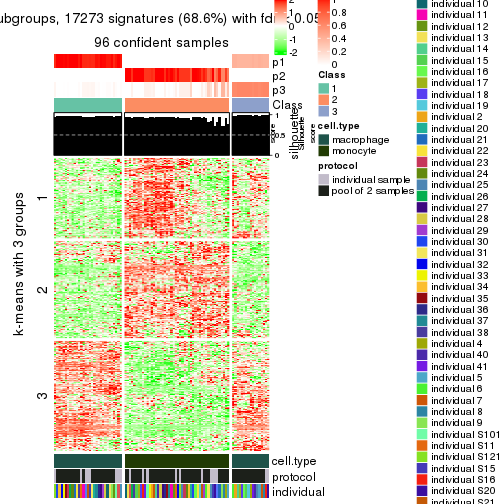 ubgroups, 17273 signatures (68.6%) with fdr < 0.05
96 confident samples
p1
p2
p3
Class
1
0.5
0
silhouette
score
k-means with 3 groups
1
2
3
cell.type
protocol
individual
2
1
0
-1
-2
1
0.8
0.6
0.4
0.2
0
Class
1
2
3
cell.type
macrophage
monocyte
protocol
individual sample
pool of 2 samples
individual 10
individual 11
individual 12
individual 13
individual 14
individual 15
individual 16
individual 17
individual 18
individual 19
individual 2
individual 20
individual 21
individual 22
individual 23
individual 24
individual 25
individual 26
individual 27
individual 28
individual 29
individual 30
individual 31
individual 32
individual 33
individual 34
individual 35
individual 36
individual 37
individual 38
individual 4
individual 40
individual 41
individual 5
individual 6
individual 7
individual 8
individual 9
individual S101
individual S11
individual S121
individual S15
individual S16
individual S20
individual S21